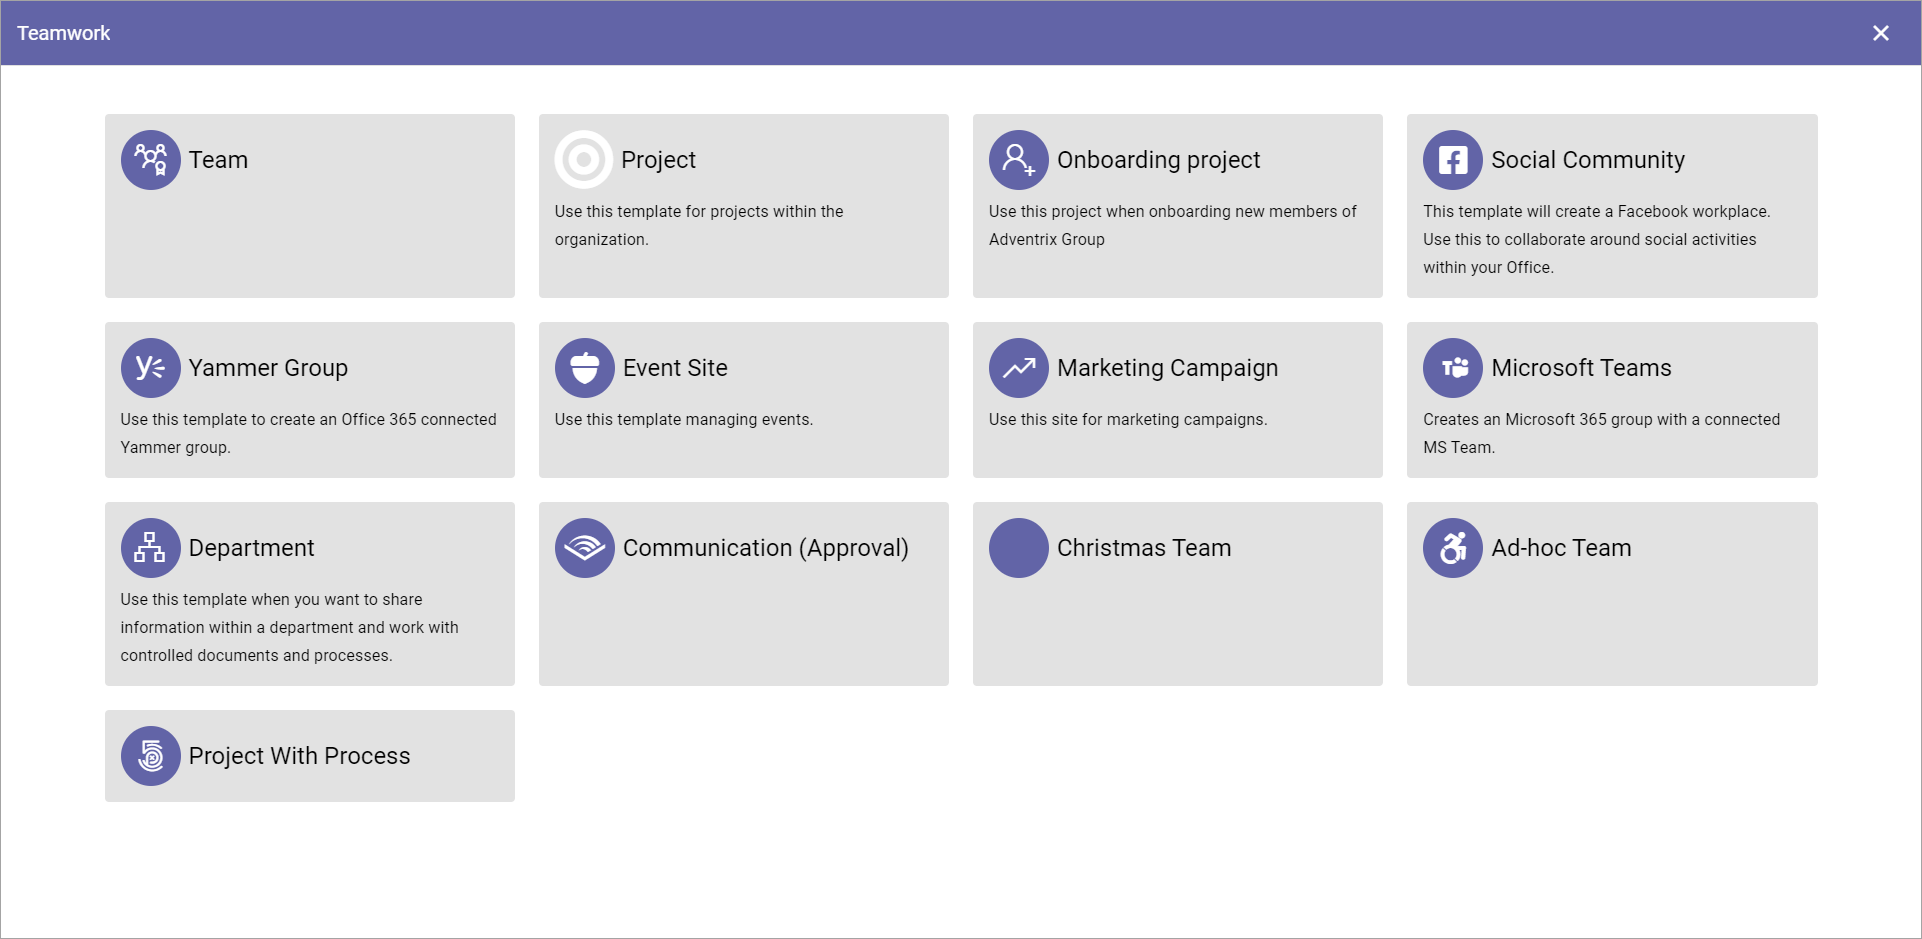 Teamwork
Team
Project
Use this template for projects within the
organization.
Onboarding project
Use this project when onboarding new members of
Adventrix Group
Social Community
This template will create a Facebook workplace.
Use this to collaborate around social activities
within your Office.
Yammer Group
Use this template to create an Office 365 connected
Yammer group.
Event Site
Use this template managing events.
Marketing Campaign
Use this site for marketing campaigns.
Microsoft Teams
Creates an Microsoft 365 group with a connected
MS Team.
Department
Use this template when you want to share
information within a department and work with
controlled documents and processes.
Communication (Approval)
Christmas Team
Ad-hoc Team
Project With Process